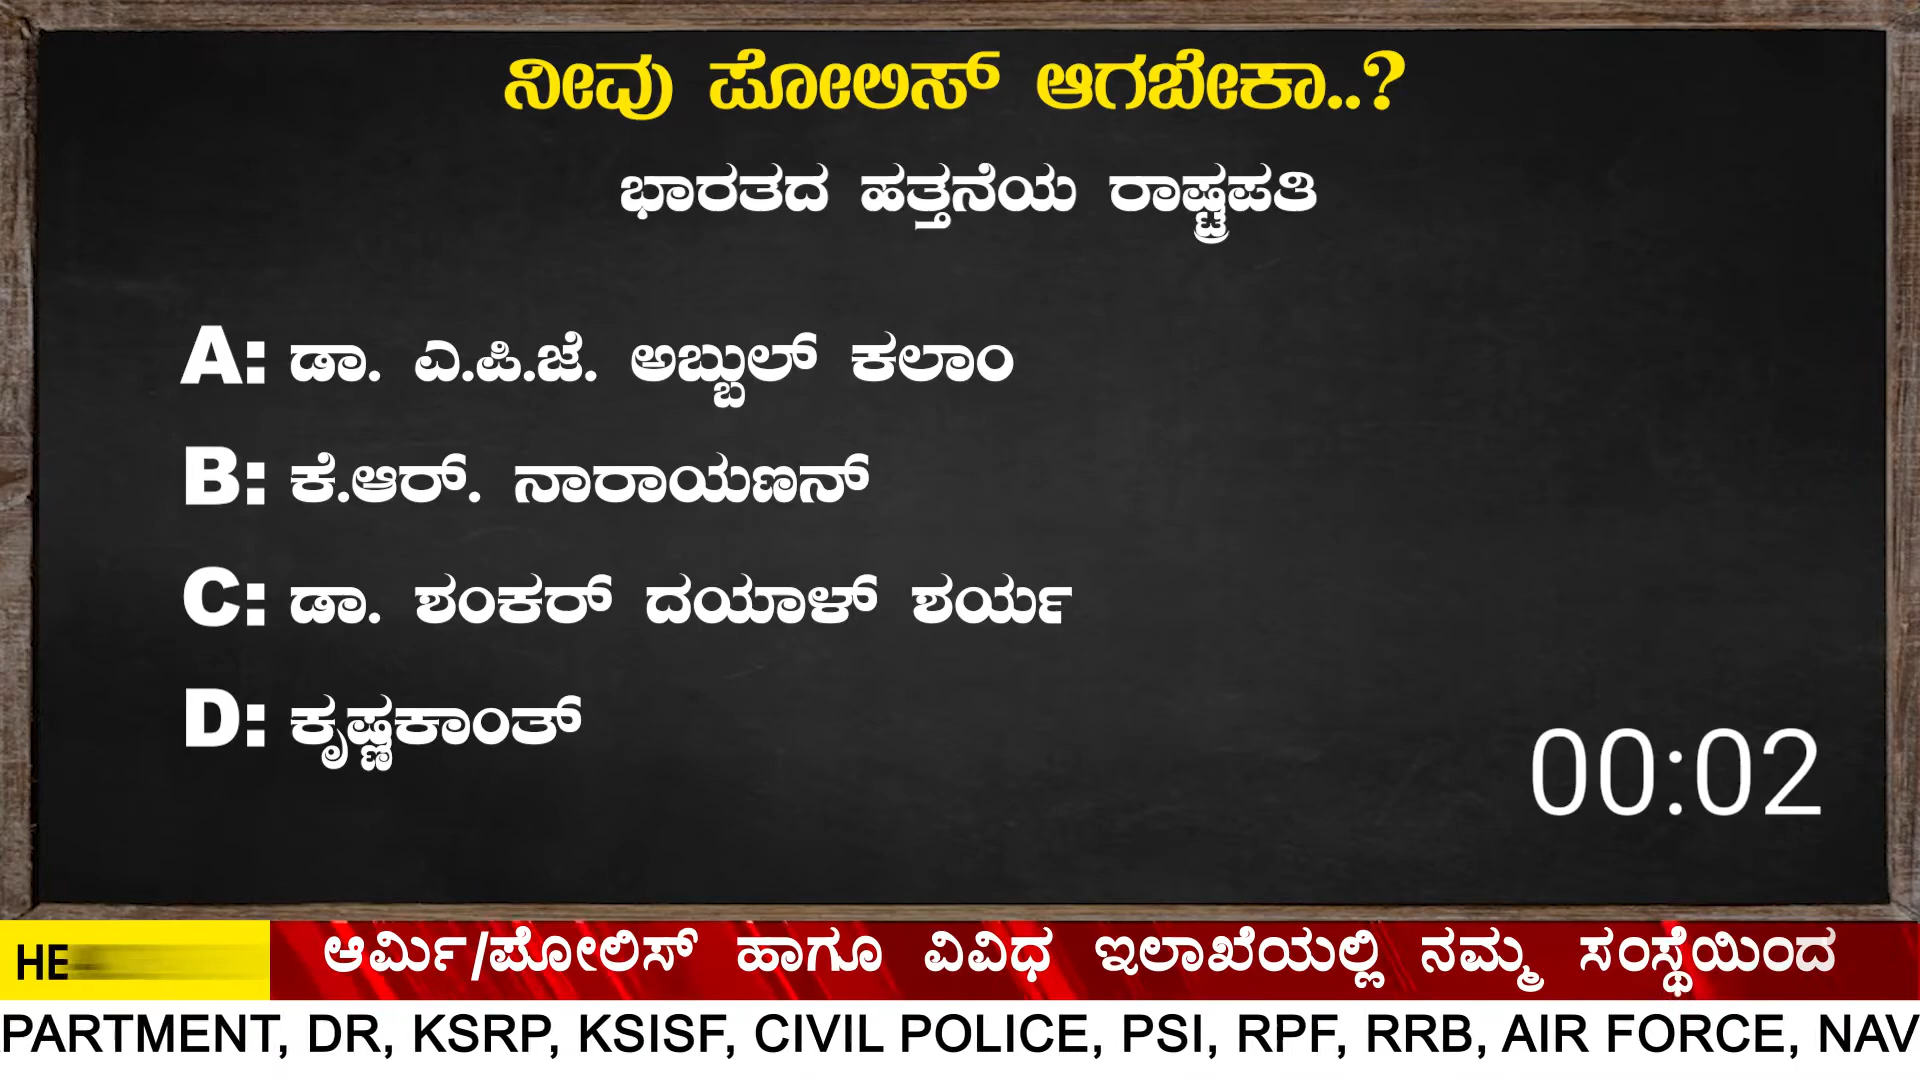 ನೀವು ಪೋಲಿಸ್ ಆಗಬೇಕಾ..?
ಭಾರತದ ಹತ್ತನೆಯ ರಾಷ್ಟ್ರಪತಿ
A: ಡಾ. ಎ.ಪಿ.ಜೆ. ಅಬ್ಬುಲ್ ಕಲಾಂ
B: ಕೆ.ಆರ್. ನಾರಾಯಣನ್
C: ಡಾ. ಶಂಕರ್ ದಯಾಳ್ ಶರ್ಯ
D: ಕೃಷ್ಣಕಾಂತ್
00:02
HE
ಆರ್ಮಿ/ಪೋಲಿಸ್ ಹಾಗೂ ವಿವಿಧ ಇಲಾಖೆಯಲ್ಲಿ ನಮ್ಮ ಸಂಸ್ಥೆಯಿಂದ
PARTMENT, DR, KSRP, KSISF, CIVIL POLICE, PSI, RPF, RRB, AIR FORCE, NAV